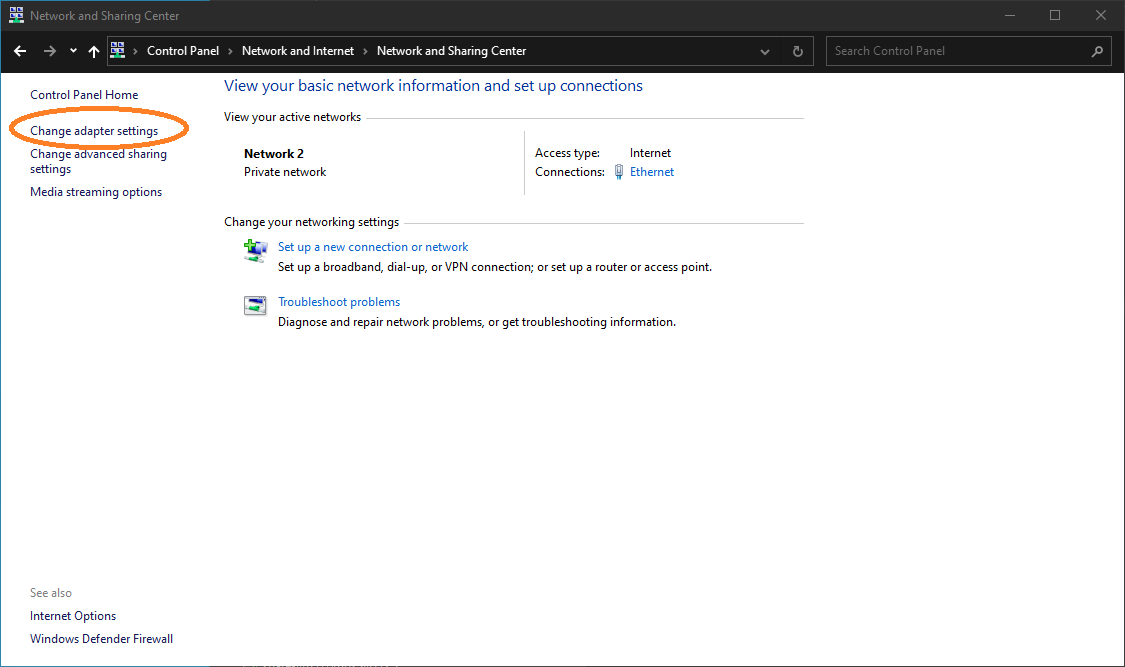 Network and Sharing Center
Control Panel > Network and Internet > Network and Sharing Center
Search Control Panel
Control Panel Home
Change adapter settings
Change advanced sharing
settings
Media streaming options
View your basic network information and set up connections
View your active networks
Network 2
Private network
Access type: Internet
Connections: Ethernet
Change your networking settings
Set up a new connection or network
Set up a broadband, dial-up, or VPN connection; or set up a router or access point.
Troubleshoot problems
Diagnose and repair network problems, or get troubleshooting information.
See also
Internet Options
Windows Defender Firewall